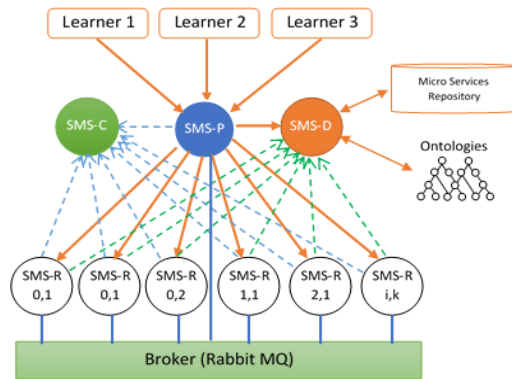 Learner 1
Learner 2
Learner 3
SMS-C
SMS-P
SMS-D
Micro Services
Repository
Ontologies
SMS-R
0,1
SMS-R
0,1
SMS-R
0,2
SMS-R
1,1
SMS-R
2,1
SMS-R
i,k
Broker (Rabbit MQ)